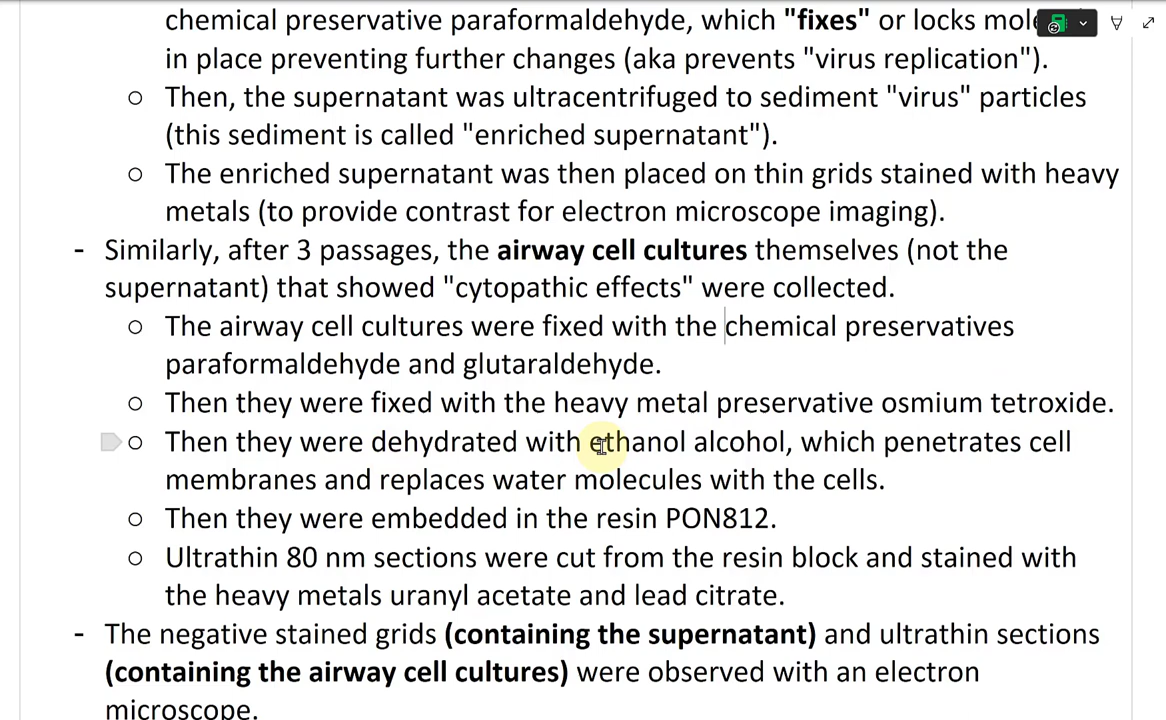 chemical preservative paraformaldehyde, which "fixes" or locks
in place preventing further changes (aka prevents "virus replication").
○ Then, the supernatant was ultracentrifuged to sediment "virus" particles
(this sediment is called "enriched supernatant").
○ The enriched supernatant was then placed on thin grids stained with heavy
metals (to provide contrast for electron microscope imaging).
- Similarly, after 3 passages, the airway cell cultures themselves (not the
supernatant) that showed "cytopathic effects" were collected.
○ The airway cell cultures were fixed with the chemical preservatives
paraformaldehyde and glutaraldehyde.
○ Then they were fixed with the heavy metal preservative osmium tetroxide.
○ Then they were dehydrated with ethanol alcohol, which penetrates cell
membranes and replaces water molecules with the cells.
○ Then they were embedded in the resin PON812.
○ Ultrathin 80 nm sections were cut from the resin block and stained with
the heavy metals uranyl acetate and lead citrate.
- The negative stained grids (containing the supernatant) and ultrathin sections
(containing the airway cell cultures) were observed with an electron
microscope.